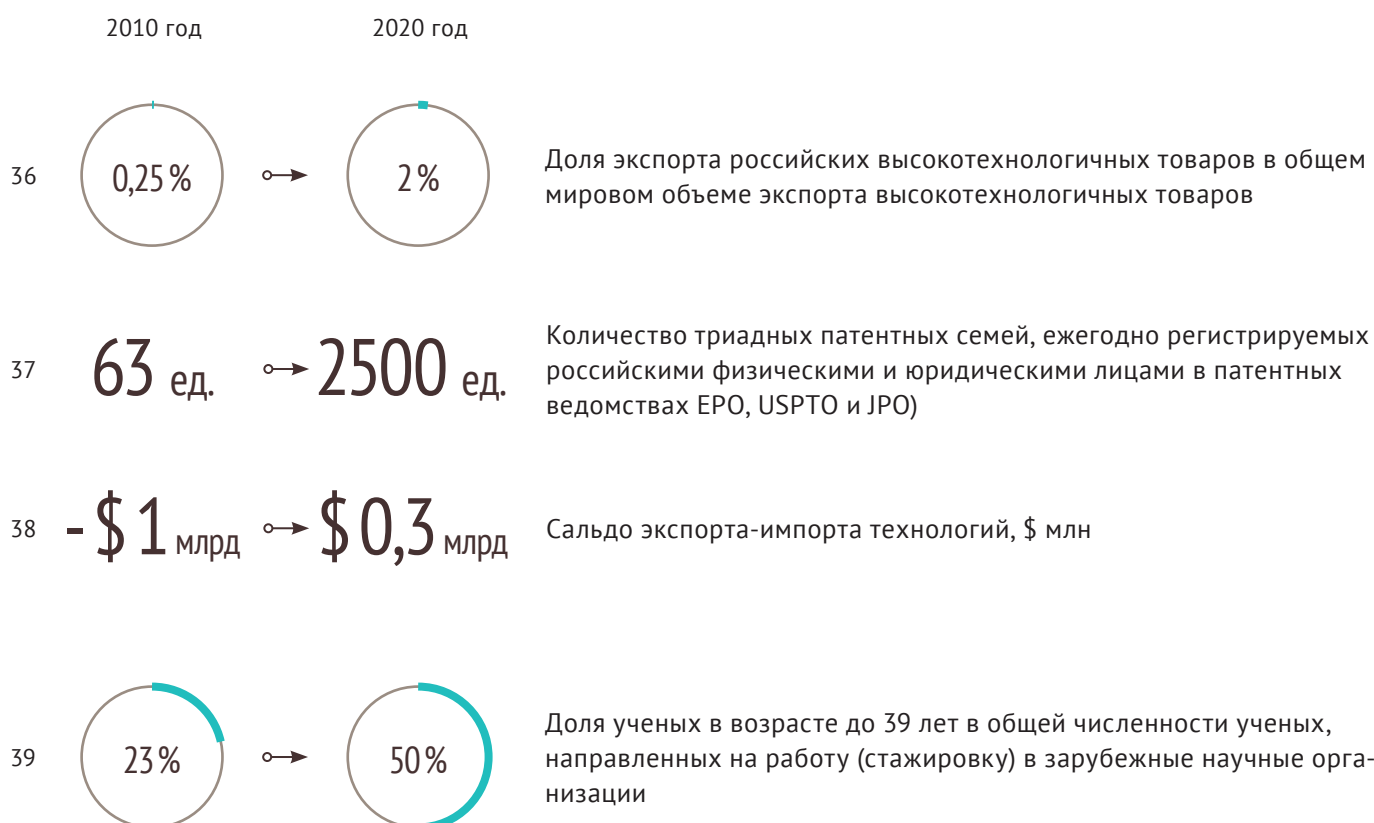 2010 год 2020 год
36 0,25 % 2 % Доля экспорта российских высокотехнологичных товаров в общем
мировом объеме экспорта высокотехнологичных товаров
37 63 ед. 2500 ед. Количество триадных патентных семей, ежегодно регистрируемых
российскими физическими и юридическими лицами в патентных
ведомствах EPO, USPTO и JPO)
38 - $ 1 млрд $ 0,3 млрд Сальдо экспорта-импорта технологий, $ млн
39 23 % 50 % Доля ученых в возрасте до 39 лет в общей численности ученых,
направленных на работу (стажировку) в зарубежные научные орга-
низации